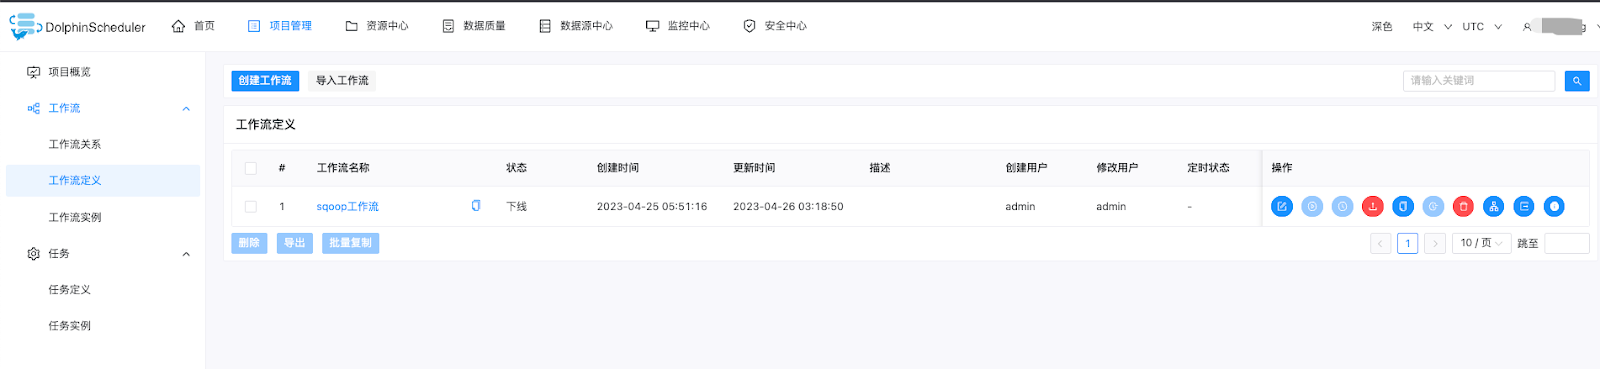 DolphinScheduler 首页 项目管理 资源中心 数据质量 数据源中心 监控中心 安全中心 深色 中文 UTC
项目概览
工作流
工作流关系
工作流定义
工作流实例
任务
任务定义
任务实例
创建工作流 导入工作流 请输入关键词
工作流定义
# 工作流名称 状态 创建时间 更新时间 描述 创建用户 修改用户 定时状态 操作
1 sqoop工作流 下线 2023-04-25 05:51:16 2023-04-26 03:18:50 admin admin -
删除 导出 批量复制 1 10 / 页 跳至